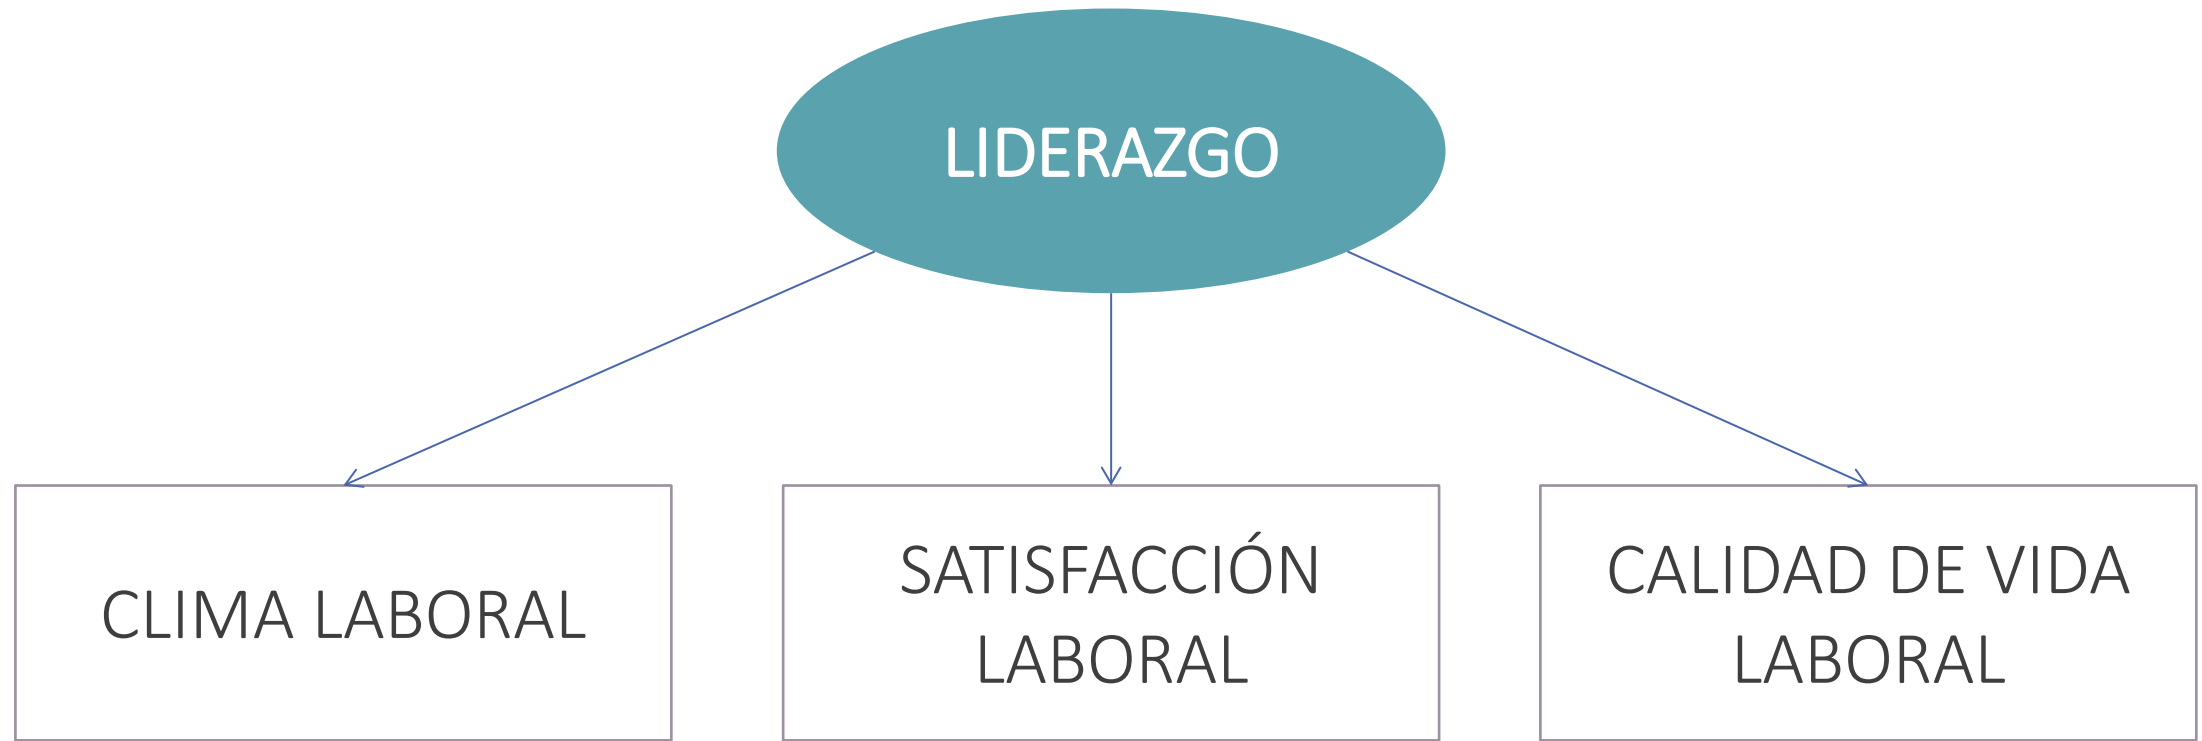 LIDERAZGO
CLIMA LABORAL
SATISFACCIÓN
LABORAL
CALIDAD DE VIDA
LABORAL